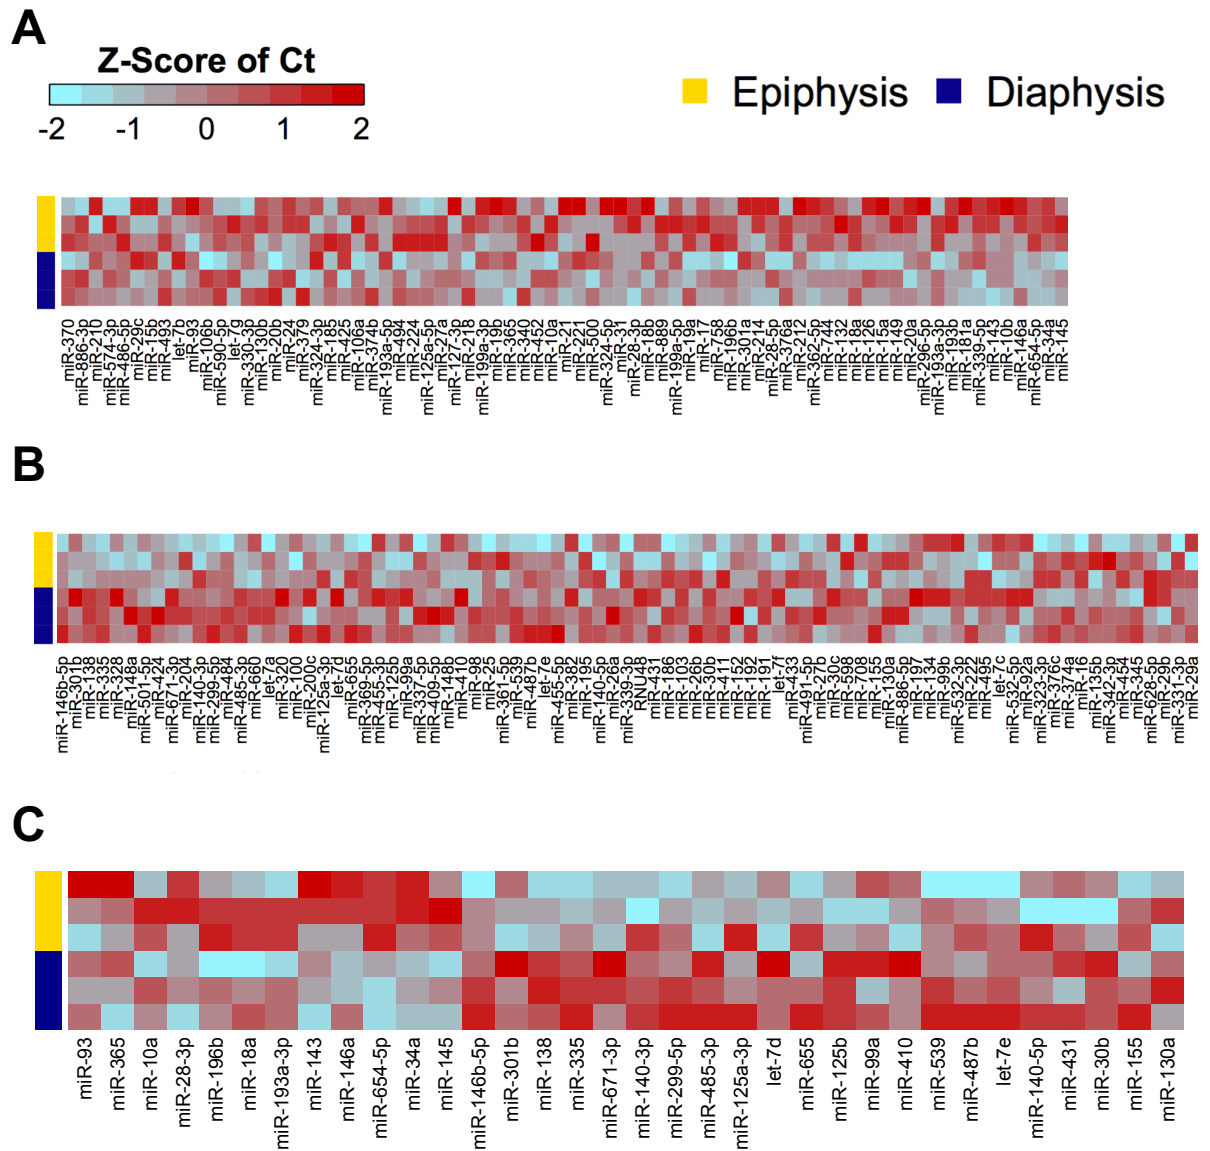 A
Z-Score of Ct
-2 -1 0 1 2
Epiphysis Diaphysis
miR-370
miR-886-3p
miR-210
miR-574-3p
miR-486-5p
miR-29c
miR-15b
miR-493
let-7b
miR-93
miR-106b
miR-590-5p
let-7g
miR-330-3p
miR-130b
miR-20b
miR-24
miR-379
miR-324-3p
miR-185
miR-425
miR-106a
miR-374b
miR-193a-5p
miR-494
miR-224
miR-125a-5p
miR-27a
miR-127-3p
miR-218
miR-199a-3p
miR-19b
miR-365
miR-340
miR-452
miR-10a
miR-21
miR-221
miR-500
miR-324-5p
miR-31
miR-28-3p
miR-18b
miR-889
miR-199a-5p
miR-19a
miR-17
miR-758
miR-196b
miR-301a
miR-214
miR-28-5p
miR-376a
miR-212
miR-362-5p
miR-744
miR-132
miR-18a
miR-126
miR-15a
miR-149
miR-20a
miR-296-5p
miR-193a-3p
miR-193b
miR-181a
miR-339-5p
miR-143
miR-10b
miR-146a
miR-654-5p
miR-34a
miR-145
B
miR-146b-5p
miR-301b
miR-138
miR-335
miR-328
miR-148a
miR-501-5p
miR-424
miR-671-3p
miR-204
miR-140-3p
miR-299-5p
miR-484
miR-485-3p
miR-660
let-7a
miR-320
miR-100
miR-200c
miR-125a-3p
let-7d
miR-655
miR-369-5p
miR-455-3p
miR-125b
miR-99a
miR-337-5p
miR-409-5p
miR-148b
miR-410
miR-98
miR-25
miR-361-5p
miR-539
miR-487b
let-7e
miR-455-5p
miR-382
miR-195
miR-140-5p
miR-26a
miR-339-3p
RNU48
miR-431
miR-186
miR-103
miR-26b
miR-30b
miR-411
miR-152
miR-192
miR-191
let-7f
miR-433
miR-491-5p
miR-27b
miR-30c
miR-598
miR-708
miR-155
miR-130a
miR-886-5p
miR-197
miR-134
miR-99b
miR-532-3p
miR-222
miR-495
let-7c
miR-532-5p
miR-92a
miR-323-3p
miR-376c
miR-374a
miR-16
miR-135b
miR-342-3p
miR-454
miR-345
miR-628-5p
miR-29b
miR-331-3p
miR-29a
C
miR-93
miR-365
miR-10a
miR-28-3p
miR-196b
miR-18a
miR-193a-3p
miR-143
miR-146a
miR-654-5p
miR-34a
miR-145
miR-146b-5p
miR-301b
miR-138
miR-335
miR-671-3p
miR-140-3p
miR-299-5p
miR-485-3p
miR-125a-3p
let-7d
miR-655
miR-125b
miR-99a
miR-410
miR-539
miR-487b
let-7e
miR-140-5p
miR-431
miR-30b
miR-155
miR-130a